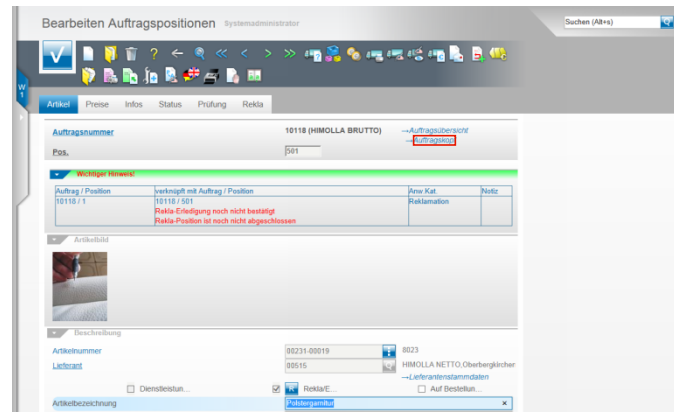 Bearbeiten Auftragspositionen Systemadministrator
Suchen (Alt+s)
W
1
Artikel Preise Infos Status Prüfung Rekla
Auftragsnummer 10118 (HIMOLLA BRUTTO) →Auftragsübersicht
→Auftragskopf
Pos. 501
Wichtiger Hinweis!
Auftrag / Position verknüpft mit Auftrag / Position Anw.Kat. Notiz
10118 / 1 10118 / 501 Reklamation
Rekla-Erledigung noch nicht bestätigt
Rekla-Position ist noch nicht abgeschlossen
Artikelbild
Beschreibung
Artikelnummer 00231-00019 8023
Lieferant 00515 HIMOLLA NETTO,Oberbergkircher
→Lieferantenstammdaten
Dienstleistun... Rekla/E... Auf Bestellun...
Artikelbezeichnung Polstergarnitur